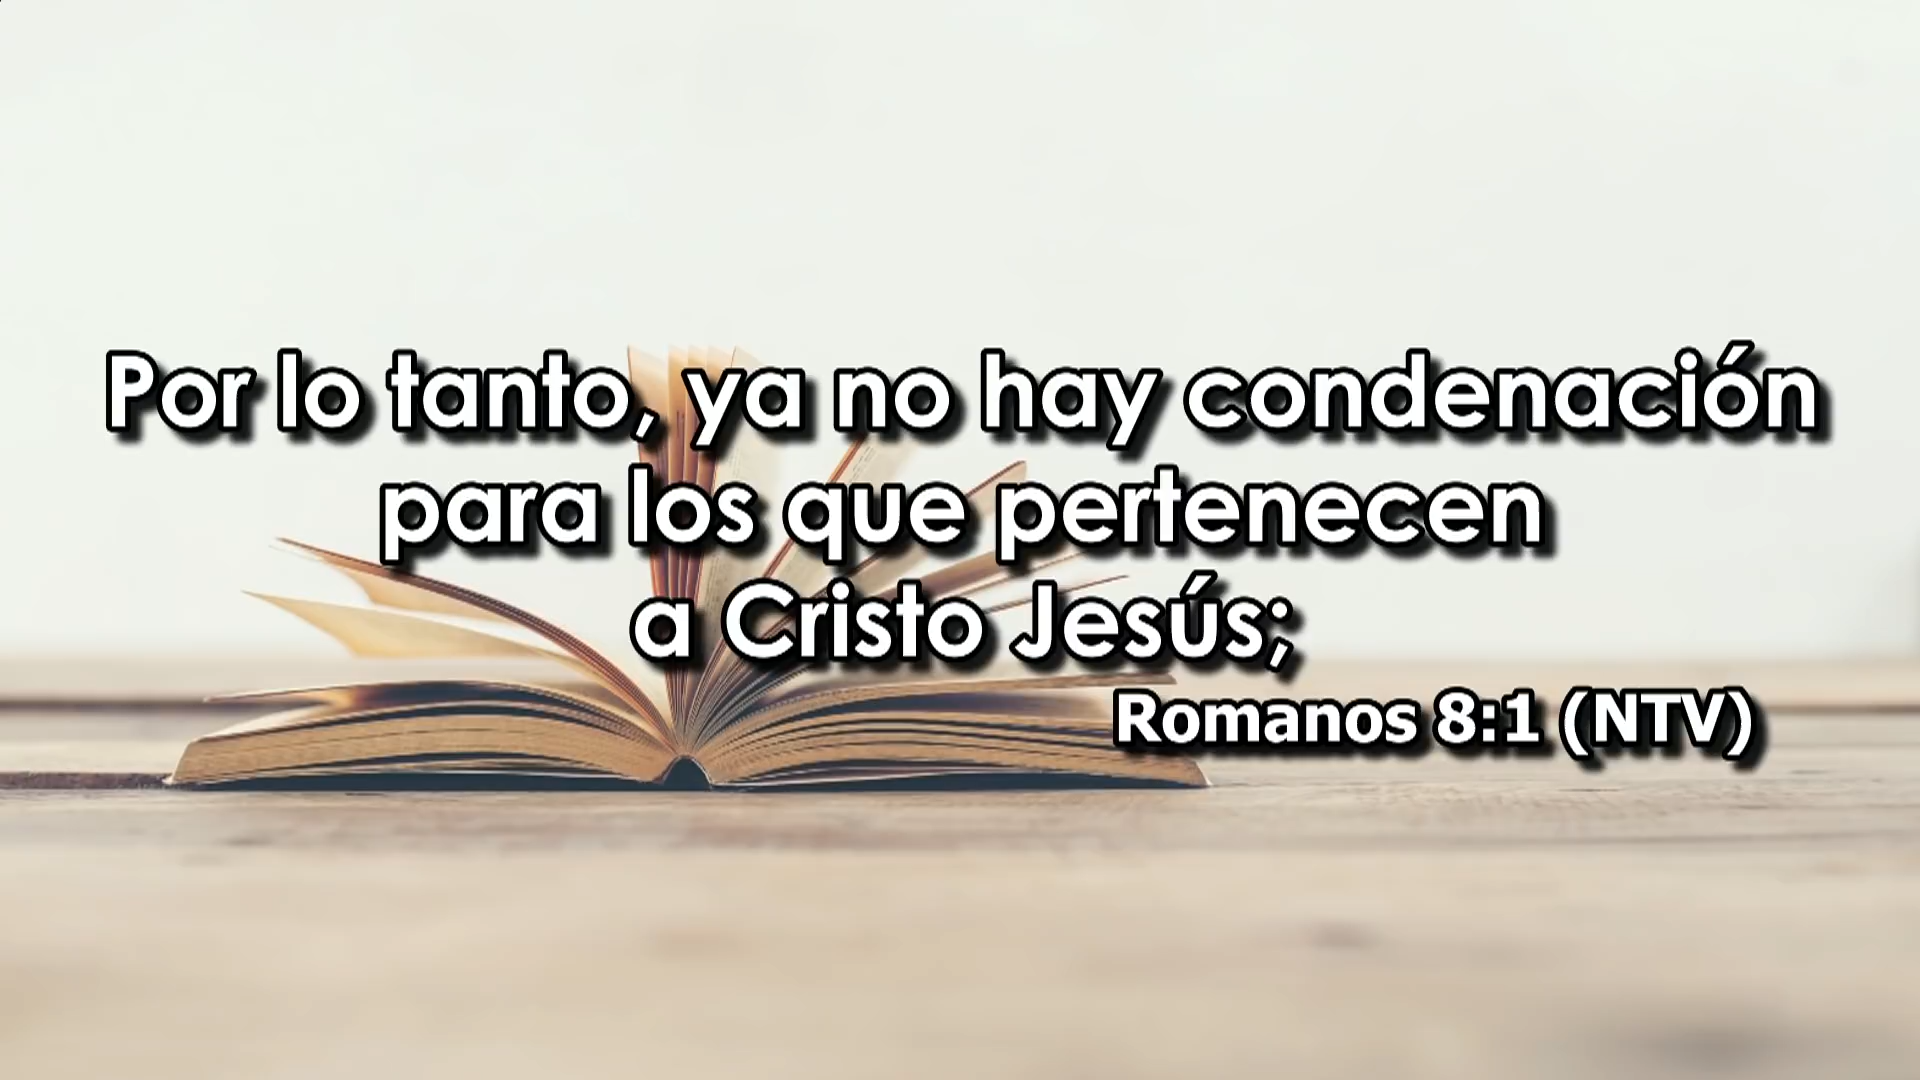 Por lo tanto, ya no hay condenación
para los que pertenecen
a Cristo Jesús;
Romanos 8:1 (NTV)